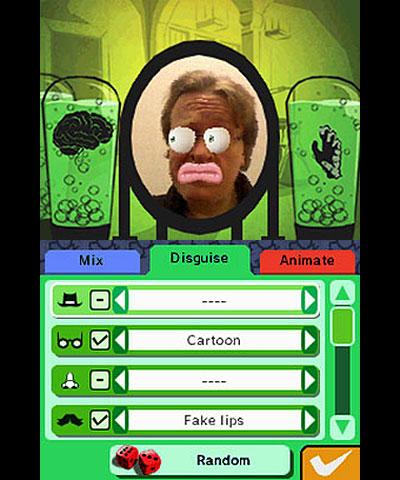 Mix
Disguise
Animate
----
Cartoon
----
Fake lips
Random